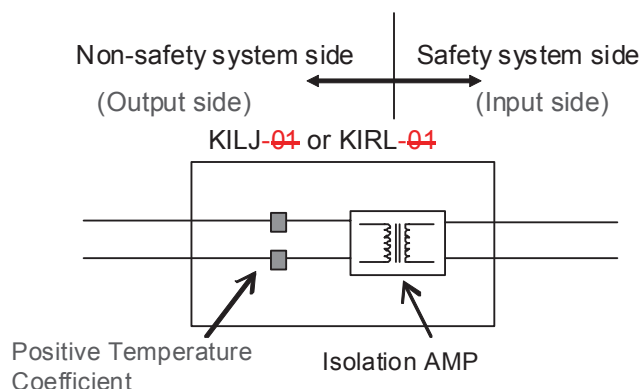 Non-safety system side Safety system side
(Output side) (Input side)
KILJ-01 or KIRL-01
Positive Temperature
Coefficient
Isolation AMP